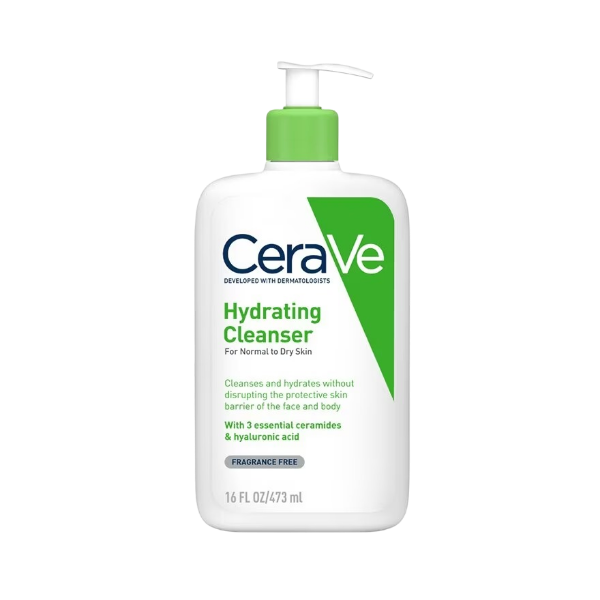 CeraVe
DEVELOPED WITH DERMATOLOGISTS
Hydrating
Cleanser
For Normal to Dry Skin
Cleanses and hydrates without
disrupting the protective skin
barrier of the face and body
With 3 essential ceramides
& hyaluronic acid
FRAGRANCE FREE
16 FL OZ/473 ml